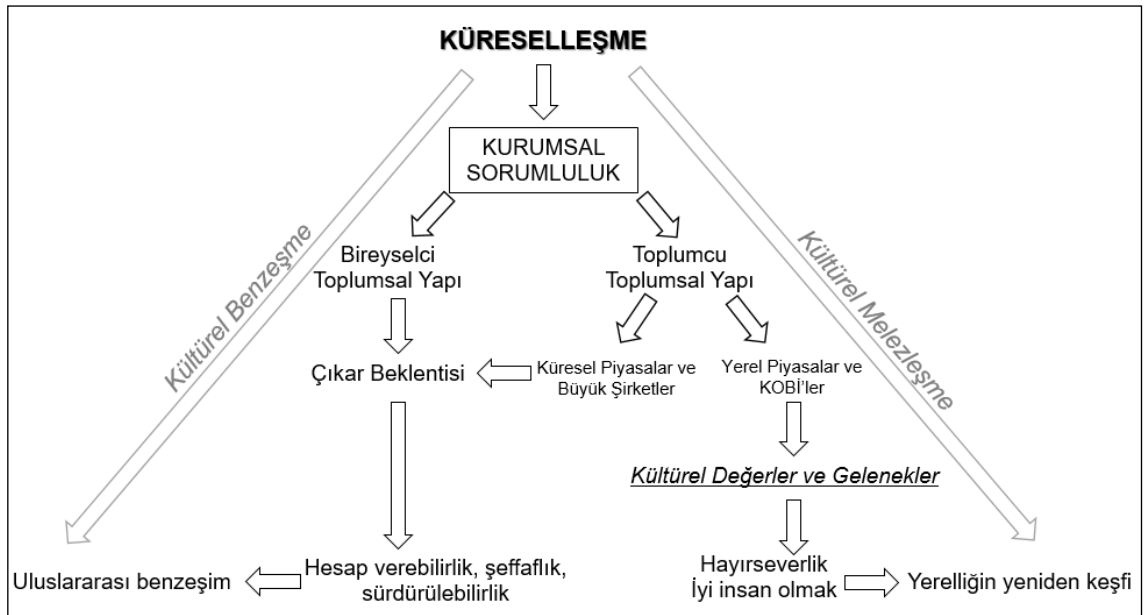 KÜRESELLEŞME
KURUMSAL
SORUMLULUK
Kültürel Benzeşme
Kültürel Melezleşme
Bireyselci
Toplumsal Yapı
Toplumcu
Toplumsal Yapı
Çıkar Beklentisi
Küresel Piyasalar ve
Büyük Şirketler
Yerel Piyasalar ve
KOBİ'ler
Kültürel Değerler ve Gelenekler
Uluslararası benzeşim
Hesap verebilirlik, şeffaflık,
sürdürülebilirlik
Hayırseverlik
İyi insan olmak
Yerelliğin yeniden keşfi